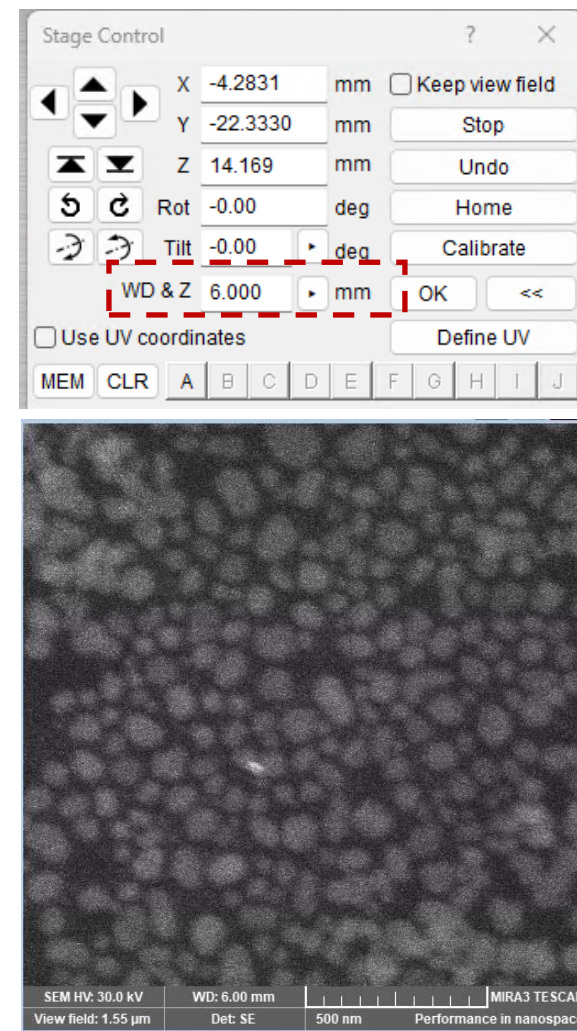 Stage Control ? ×
X -4.2831 mm Keep view field
Y -22.3330 mm Stop
Z 14.169 mm Undo
Rot -0.00 deg Home
Tilt -0.00 deg Calibrate
WD & Z 6.000 mm OK <<
Use UV coordinates Define UV
MEM CLR A B C D E F G H I J
SEM HV: 30.0 kV WD: 6.00 mm MIRA3 TESCA
View field: 1.55 µm Det: SE 500 nm Performance in nanospac